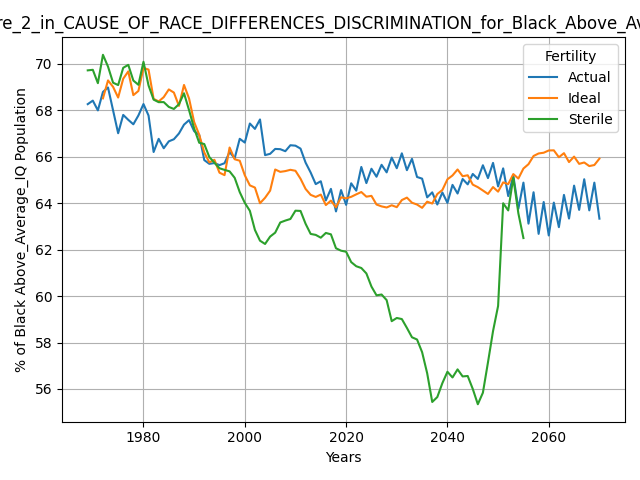 re_2_in_CAUSE_OF_RACE_DIFFERENCES_DISCRIMINATION_for_Black_Above_Av
Fertility
Actual
Ideal
Sterile
% of Black Above_Average_IQ Population
70
68
66
64
62
60
58
56
1980
2000
2020
2040
2060
Years